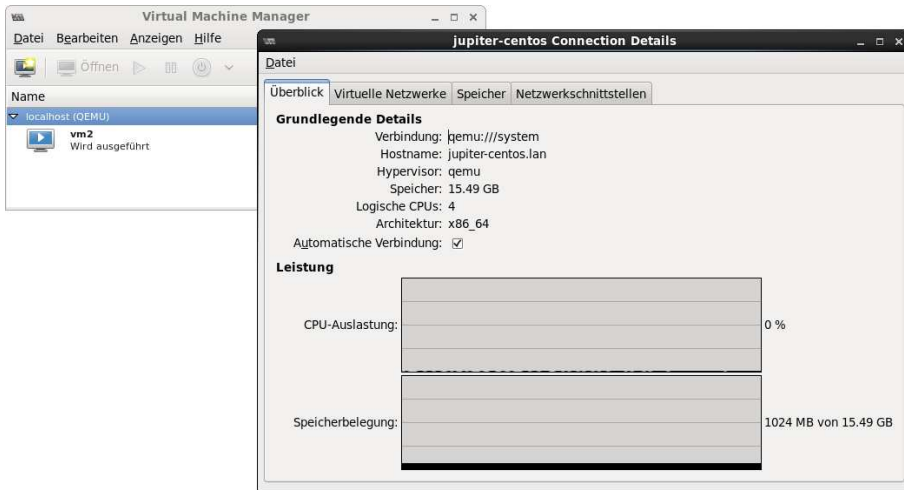 Virtual Machine Manager
Datei Bearbeiten Anzeigen Hilfe
Öffnen
Name
localhost (QEMU)
vm2
Wird ausgeführt
jupiter-centos Connection Details
Datei
Überblick Virtuelle Netzwerke Speicher Netzwerkschnittstellen
Grundlegende Details
Verbindung: qemu:///system
Hostname: jupiter-centos.lan
Hypervisor: qemu
Speicher: 15.49 GB
Logische CPUs: 4
Architektur: x86_64
Automatische Verbindung:
Leistung
CPU-Auslastung: 0 %
Speicherbelegung: 1024 MB von 15.49 GB